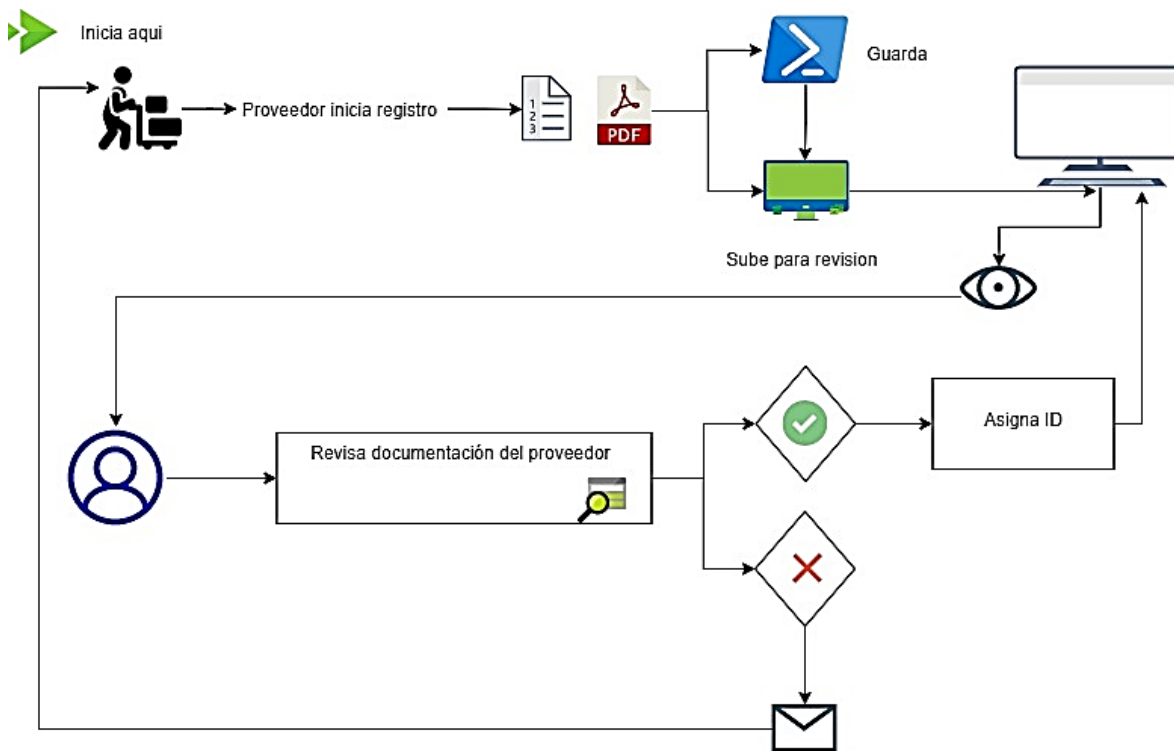 Inicia aqui
Guarda
Proveedor inicia registro
1
2
3
PDF
Sube para revision
Revisa documentación del proveedor
Asigna ID